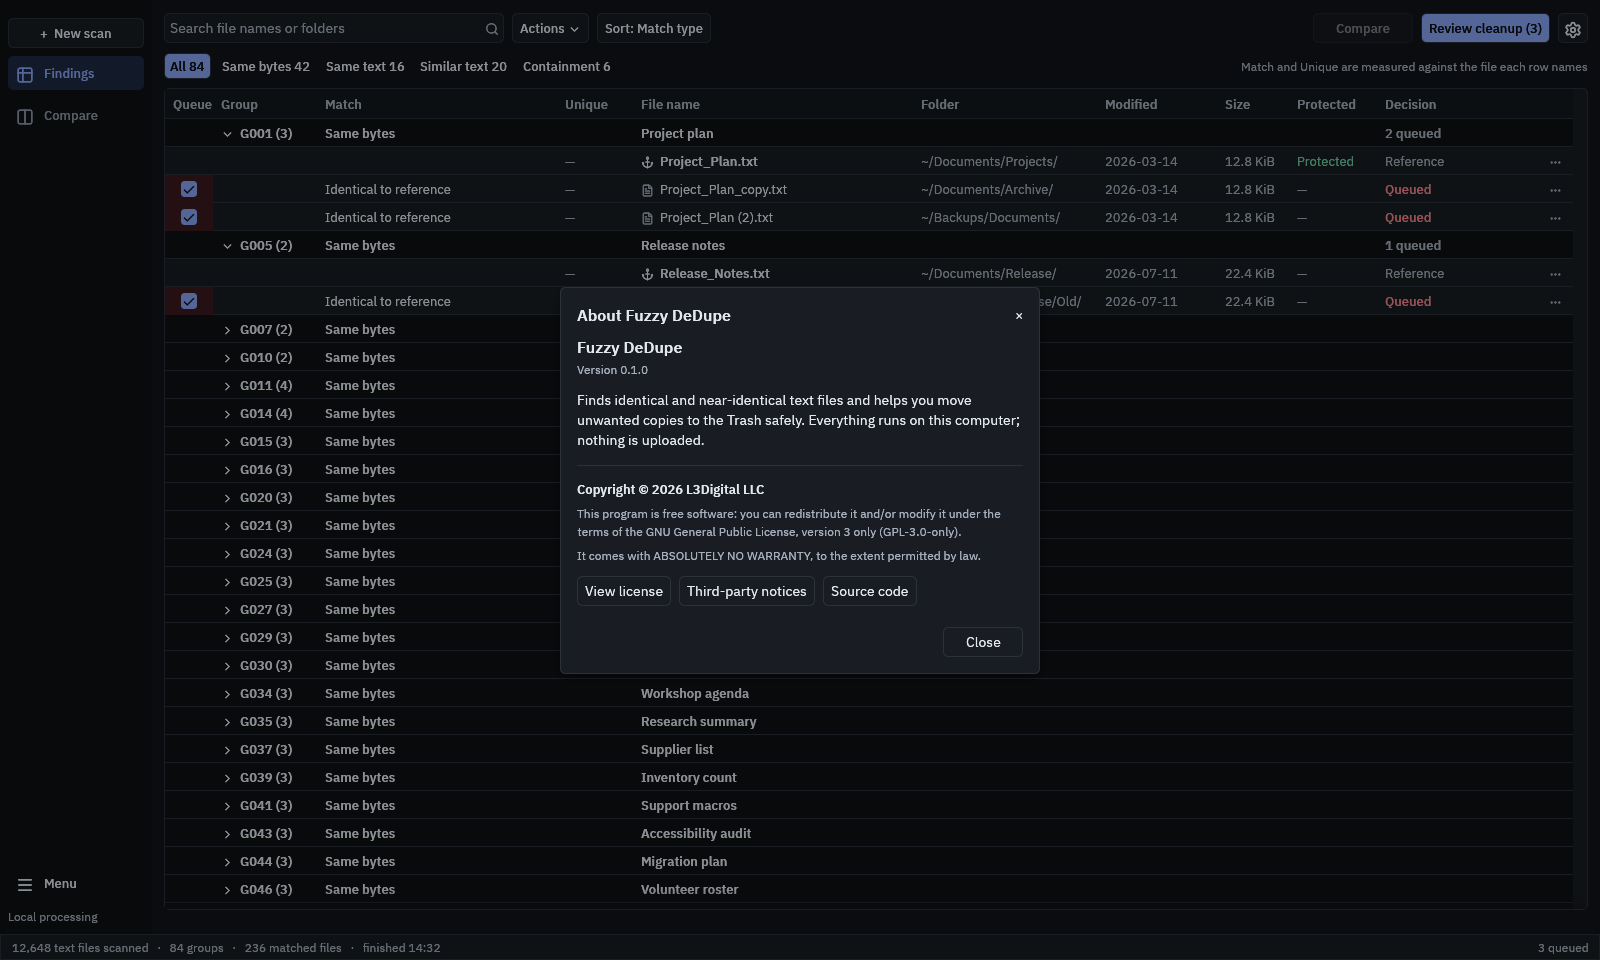 + New scan
Findings
Compare
Menu
Local processing
Search file names or folders
Actions
Sort: Match type
Compare
Review cleanup (3)
All 84 Same bytes 42 Same text 16 Similar text 20 Containment 6
Match and Unique are measured against the file each row names
Queue Group Match Unique File name Folder Modified Size Protected Decision
G001 (3) Same bytes Project plan 2 queued
— Project_Plan.txt ~/Documents/Projects/ 2026-03-14 12.8 KiB Protected Reference ...
Identical to reference — Project_Plan_copy.txt ~/Documents/Archive/ 2026-03-14 12.8 KiB — Queued ...
Identical to reference — Project_Plan (2).txt ~/Backups/Documents/ 2026-03-14 12.8 KiB — Queued ...
G005 (2) Same bytes Release notes 1 queued
— Release_Notes.txt ~/Documents/Release/ 2026-07-11 22.4 KiB — Reference ...
Identical to reference se/Old/ 2026-07-11 22.4 KiB — Queued ...
G007 (2) Same bytes
G010 (2) Same bytes
G011 (4) Same bytes
G014 (4) Same bytes
G015 (3) Same bytes
G016 (3) Same bytes
G020 (3) Same bytes
G021 (3) Same bytes
G024 (3) Same bytes
G025 (3) Same bytes
G027 (3) Same bytes
G029 (3) Same bytes
G030 (3) Same bytes
G034 (3) Same bytes Workshop agenda
G035 (3) Same bytes Research summary
G037 (3) Same bytes Supplier list
G039 (3) Same bytes Inventory count
G041 (3) Same bytes Support macros
G043 (3) Same bytes Accessibility audit
G044 (3) Same bytes Migration plan
G046 (3) Same bytes Volunteer roster
About Fuzzy DeDupe ×
Fuzzy DeDupe
Version 0.1.0
Finds identical and near-identical text files and helps you move
unwanted copies to the Trash safely. Everything runs on this computer;
nothing is uploaded.
Copyright © 2026 L3Digital LLC
This program is free software: you can redistribute it and/or modify it under the
terms of the GNU General Public License, version 3 only (GPL-3.0-only).
It comes with ABSOLUTELY NO WARRANTY, to the extent permitted by law.
View license Third-party notices Source code
Close
12,648 text files scanned · 84 groups · 236 matched files · finished 14:32
3 queued